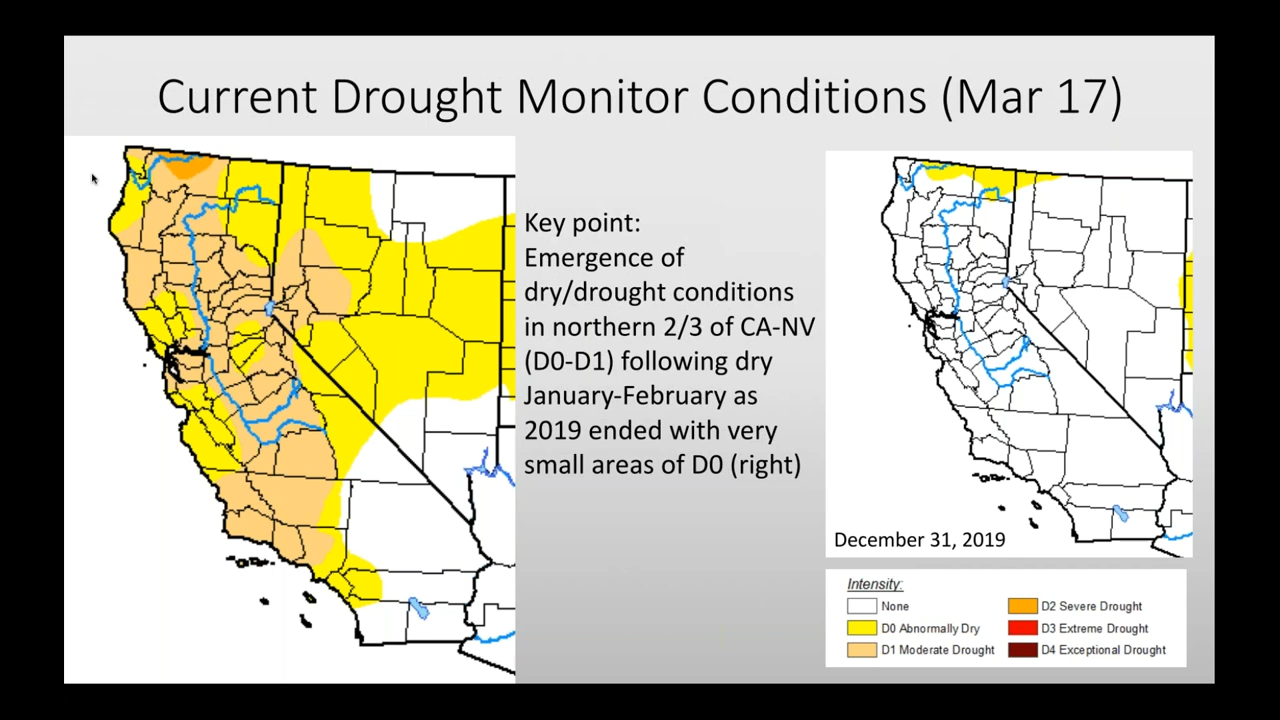 Current Drought Monitor Conditions (Mar 17)
Key point:
Emergence of
dry/drought conditions
in northern 2/3 of CA-NV
(D0-D1) following dry
January-February as
2019 ended with very
small areas of D0 (right)
December 31, 2019
Intensity:
None
D0 Abnormally Dry
D1 Moderate Drought
D2 Severe Drought
D3 Extreme Drought
D4 Exceptional Drought